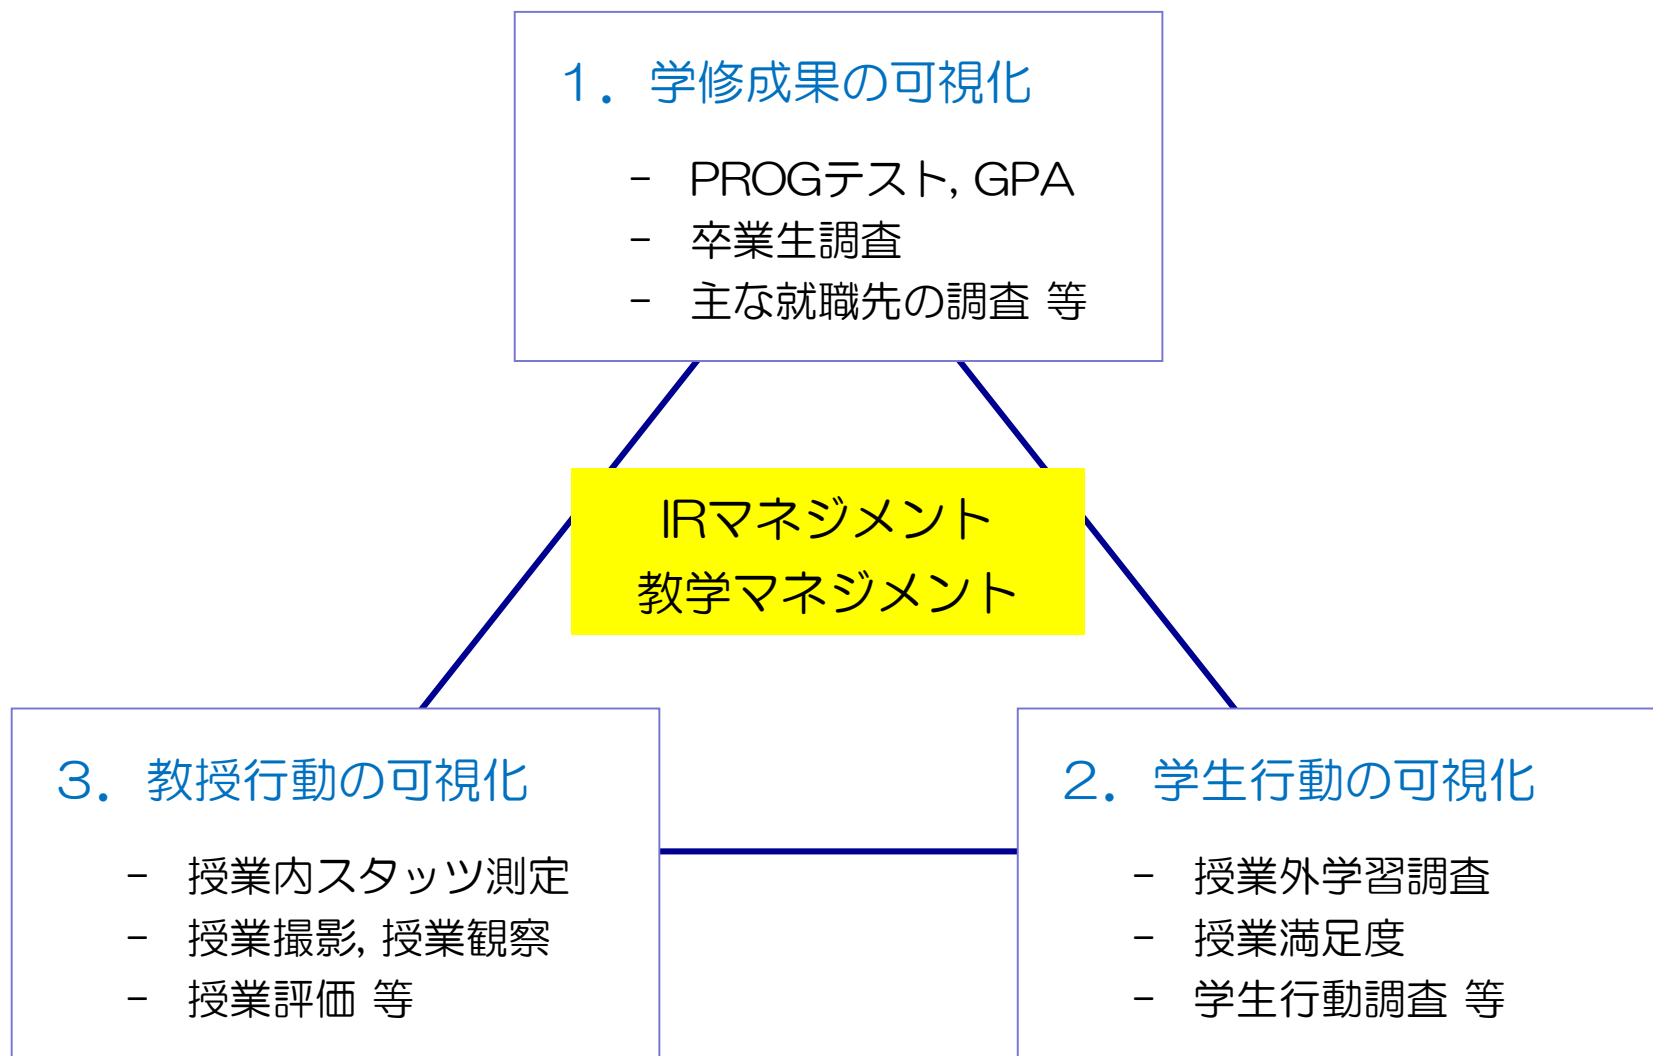 １．学修成果の可視化
- PROGテスト, GPA
- 卒業生調査
- 主な就職先の調査 等
IRマネジメント
教学マネジメント
３．教授行動の可視化
- 授業内スタッツ測定
- 授業撮影, 授業観察
- 授業評価 等
２．学生行動の可視化
- 授業外学習調査
- 授業満足度
- 学生行動調査 等